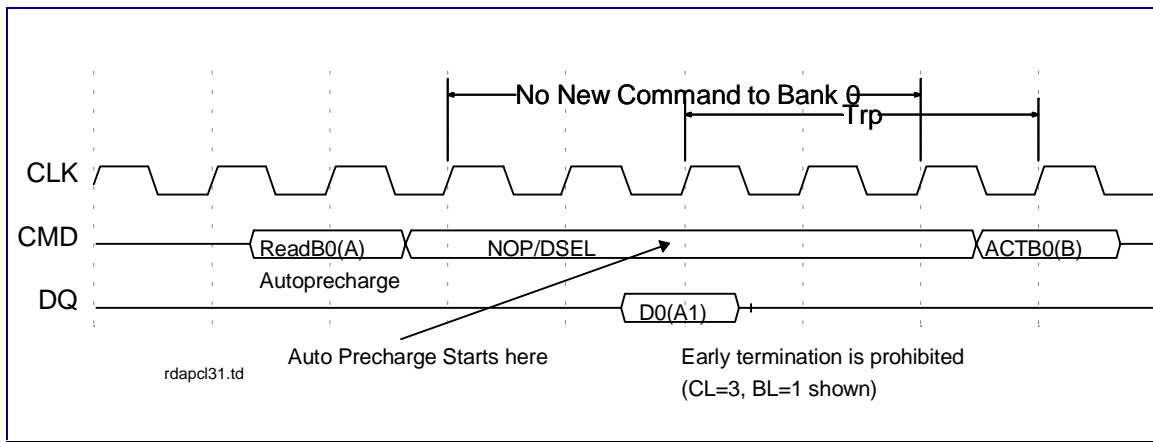 No New Command to Bank 0
Trp
CLK
CMD
ReadB0(A)
NOP/DSEL
ACTB0(B)
Autoprecharge
DQ
D0(A1)
Auto Precharge Starts here
Early termination is prohibited
(CL=3, BL=1 shown)
rdapcl31.td